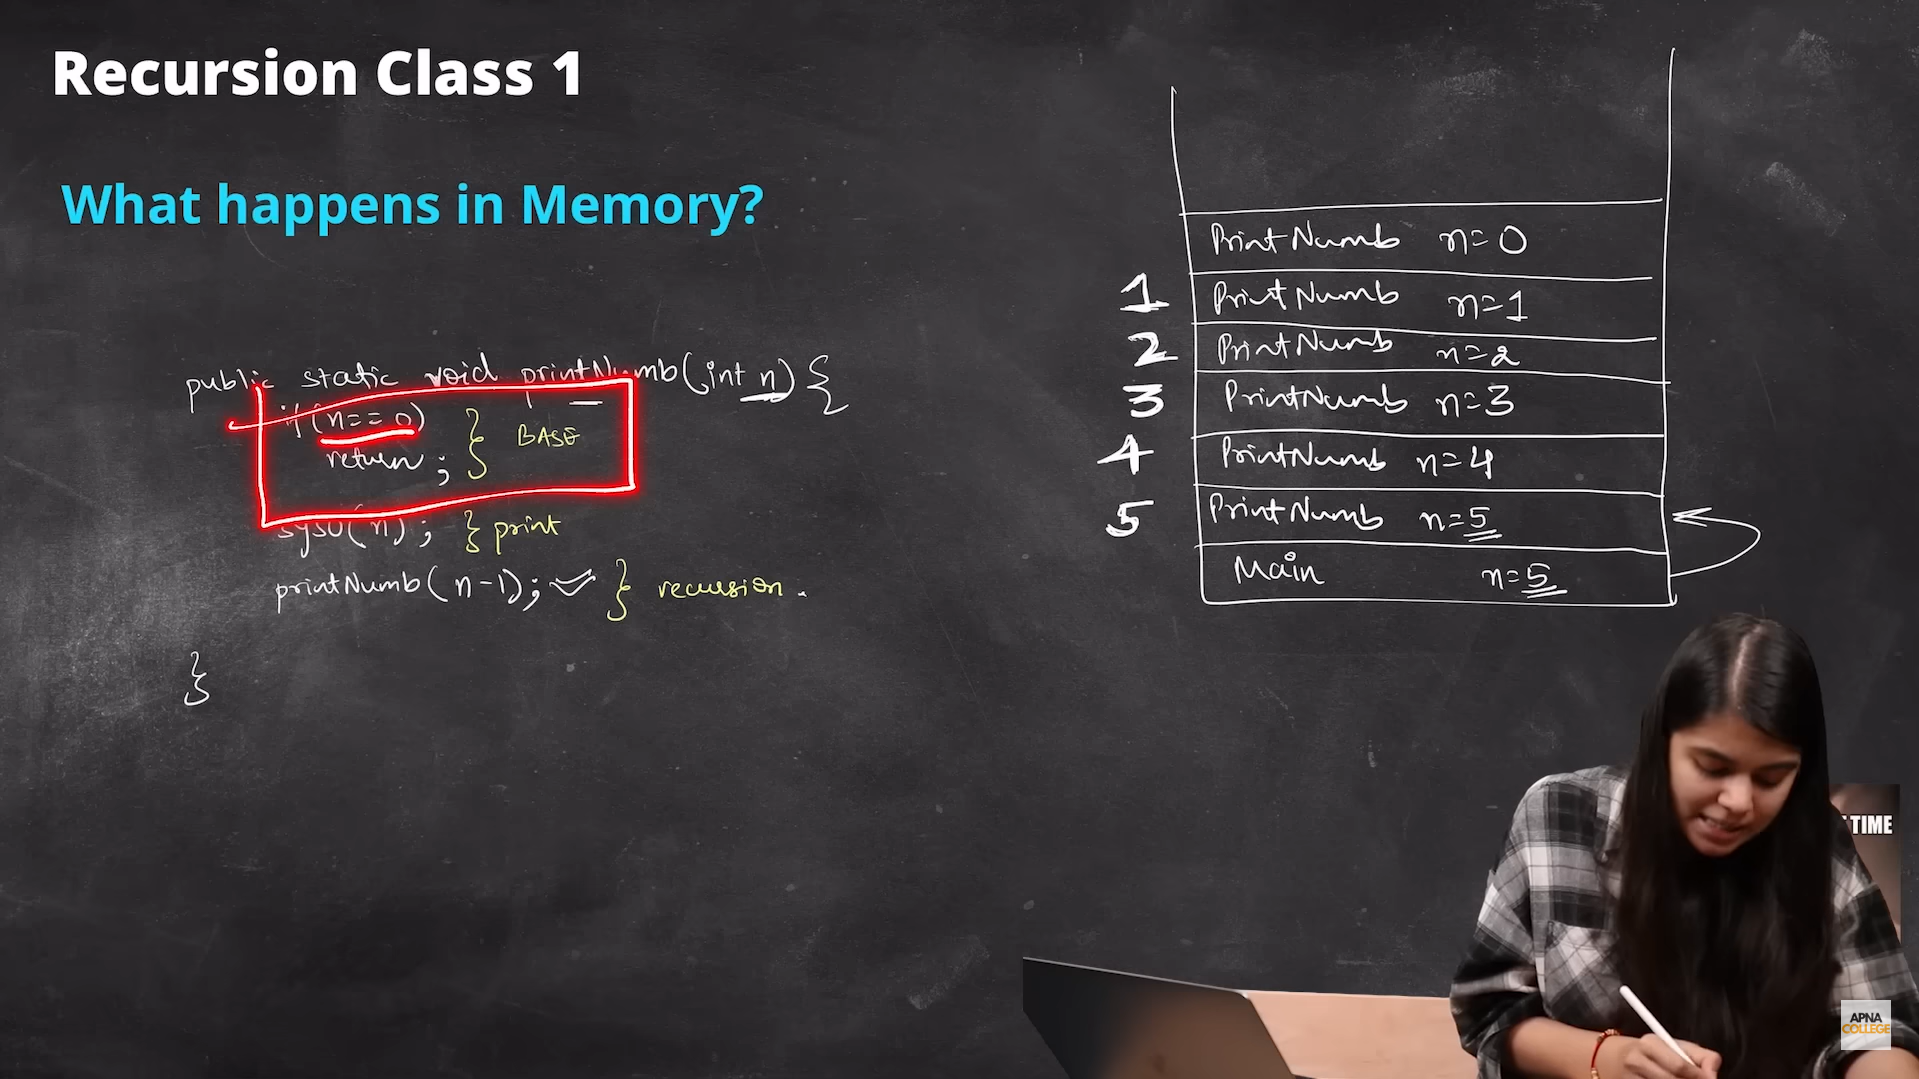 Recursion Class 1
What happens in Memory?
public static void printNumb(int n) {
if (n == 0) } BASE
return ;
syso(n) ; } print
printNumb( n-1); } recursion .
}
PrintNumb n=0
1 PrintNumb n=1
2 PrintNumb n=2
3 PrintNumb n=3
4 PrintNumb n=4
5 PrintNumb n=5
Main n=5
TIME
APNA
COLLEGE